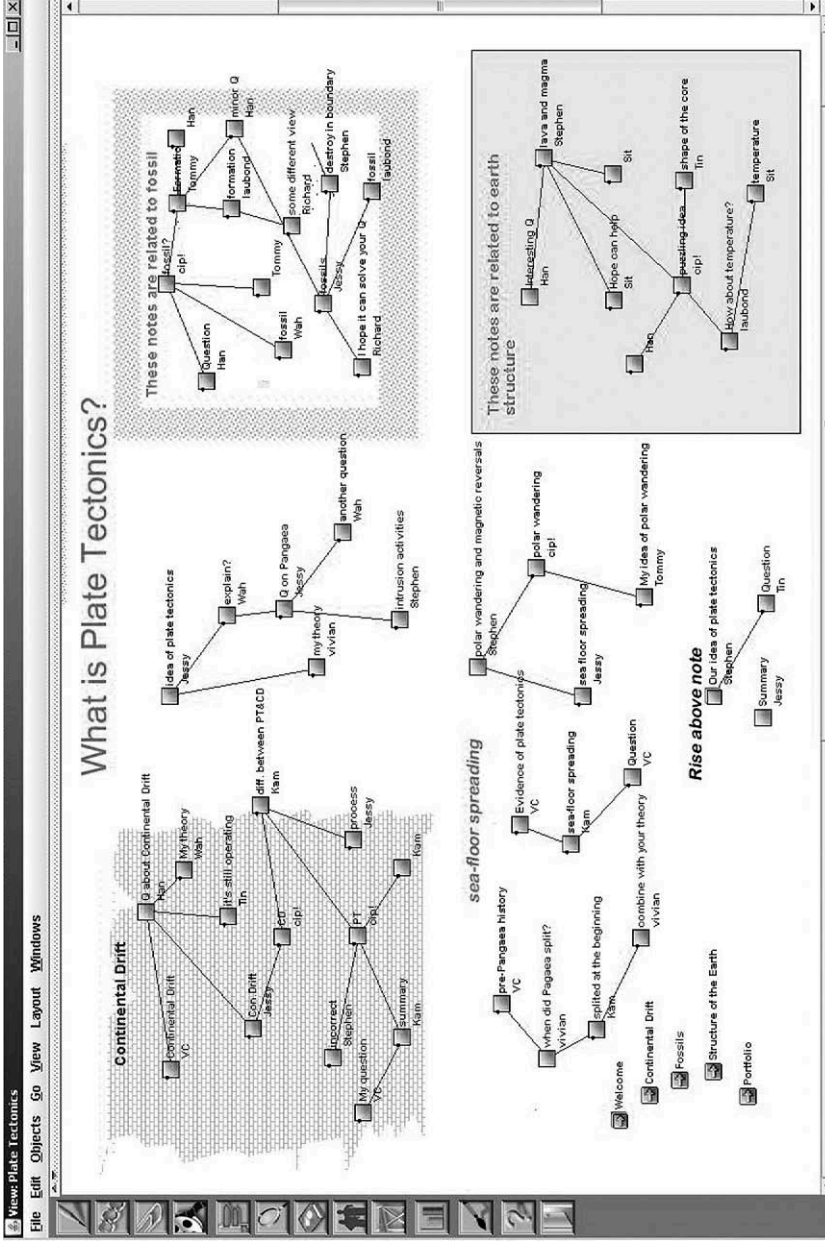 View: Plate Tectonics
File Edit Objects Go View Layout Windows
What is Plate Tectonics?
Continental Drift
Q about Continental Drift
Han
My theory
Wah
Continental Drift
VC
it's still operating
Tin
Con.Drift
Jessy
CD
cip!
diff. between PT&CD
Kam
process
Jessy
incorrect
Stephen
PT
cip!
Kam
My question
VC
summary
Kam
idea of plate tectonics
Jessy
explain?
Wah
my theory
vivian
Q on Pangaea
Jessy
another question
Wah
intrusion activities
Stephen
These notes are related to fossil
fossil?
cip!
Formatio
Tommy
Han
Question
Han
formation
laubond
minor Q
Han
Tommy
fossil
Wah
some different view
Richard
fossils
Jessy
destroy in boundary
Stephen
I hope it can solve your Q
Richard
fossil
laubond
sea-floor spreading
pre-Pangaea history
VC
Evidence of plate tectonics
VC
when did Pagaea split?
vivian
sea-floor spreading
Kam
splited at the beginning
Kam
Question
VC
combine with your theory
vivian
polar wandering and magnetic reversals
Stephen
polar wandering
cip!
sea floor spreading
Jessy
My idea of polar wandering
Tommy
Rise above note
Our idea of plate tectonics
Stephen
Summary
Jessy
Question
Tin
These notes are related to earth
structure
Interesting Q
Han
lava and magma
Stephen
Hope can help
Sit
Sit
Han
puzzling idea
cip!
shape of the core
Tin
How about temperature?
laubond
temperature
Sit
Welcome
Continental Drift
Fossils
Structure of the Earth
Portfolio